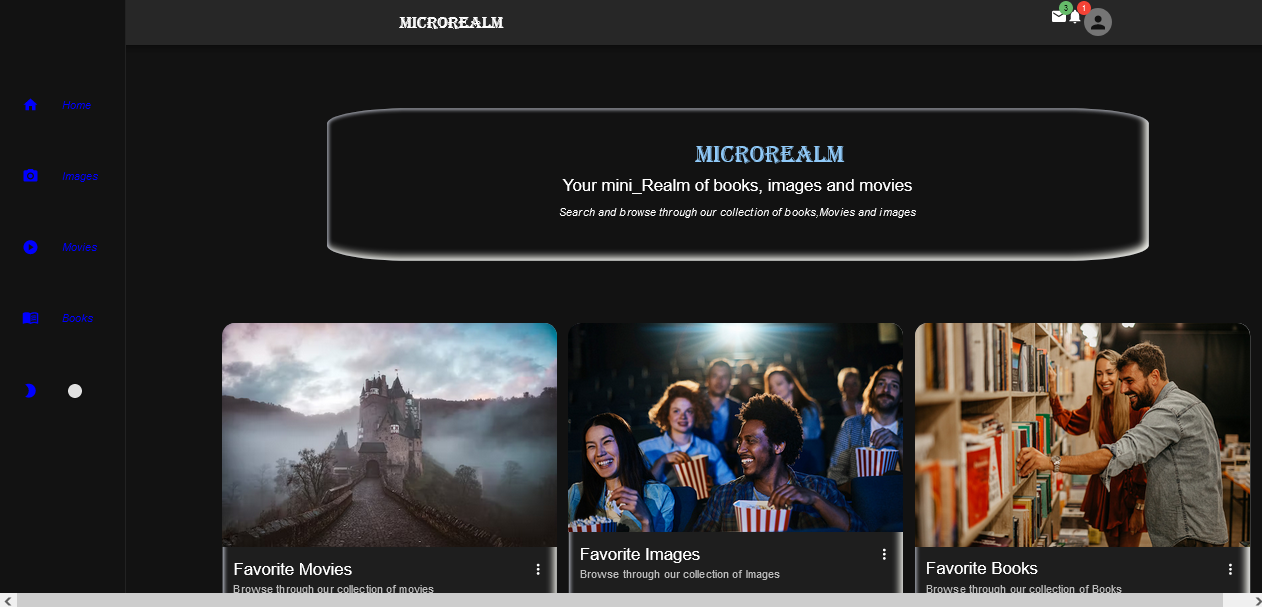 MICROREALM
3
1
Home
Images
Movies
Books
MICROREALM
Your mini_Realm of books, images and movies
Search and browse through our collection of books,Movies and images
Favorite Movies
Browse through our collection of movies
Favorite Images
Browse through our collection of Images
Favorite Books
Browse through our collection of Books